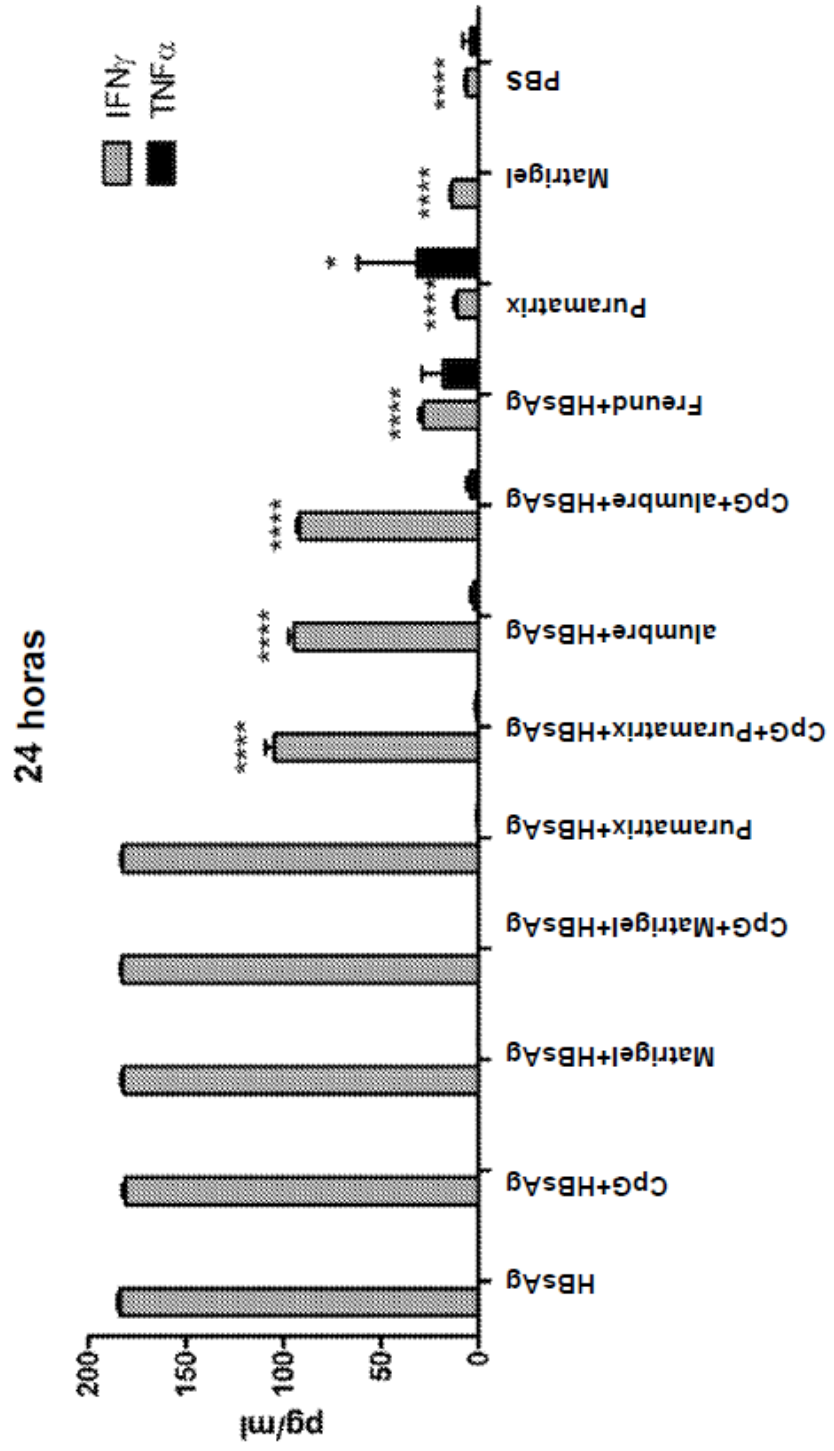 24 horas
IFNγ
TNFα
pg/ml
200
150
100
50
0
****
****
****
****
****
*
****
****
HBsAg
CpG+HBsAg
Matrigel+HBsAg
CpG+Matrigel+HBsAg
Puramatrix+HBsAg
CpG+Puramatrix+HBsAg
alumbre+HBsAg
CpG+alumbre+HBsAg
Freund+HBsAg
Puramatrix
Matrigel
PBS